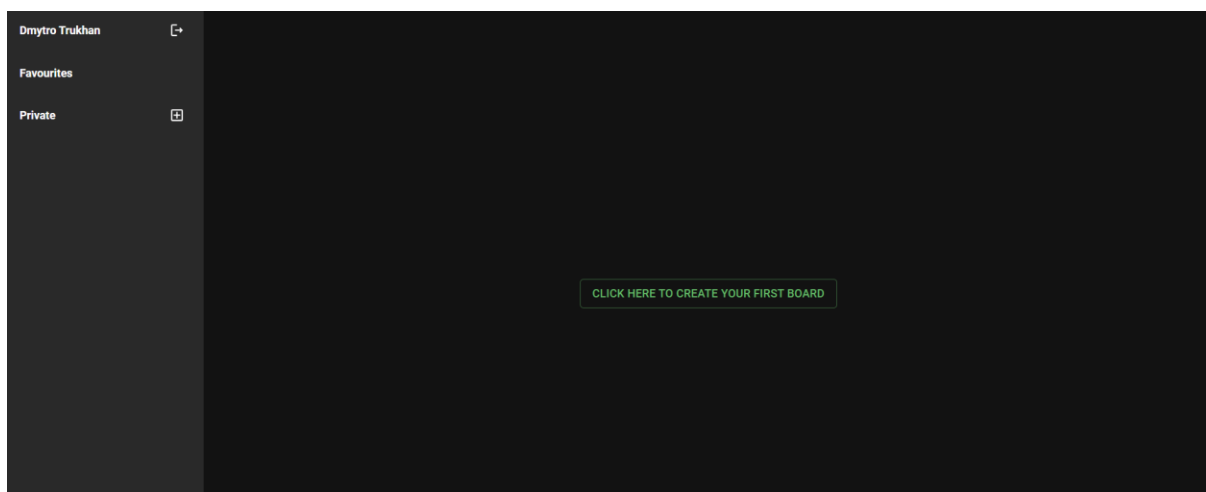 Dmytro Trukhan
Favourites
Private
CLICK HERE TO CREATE YOUR FIRST BOARD